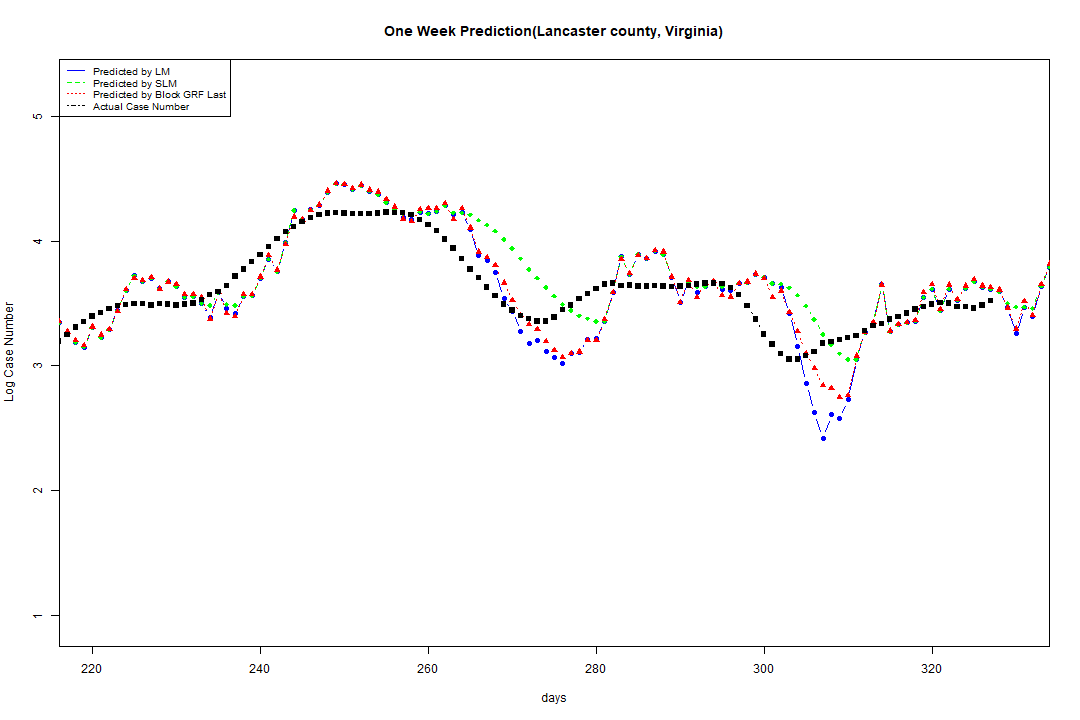 One Week Prediction(Lancaster county, Virginia)
Predicted by LM
Predicted by SLM
Predicted by Block GRF Last
Actual Case Number
5
4
3
2
1
Log Case Number
220 240 260 280 300 320
days